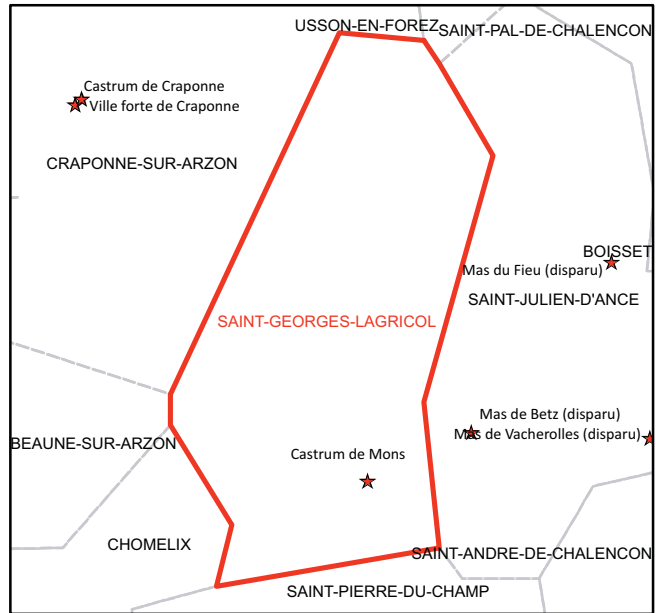 USSON-EN-FOREZ
SAINT-PAL-DE-CHALENCON
Castrum de Craponne
Ville forte de Craponne
CRAPONNE-SUR-ARZON
BOISSET
Mas du Fieu (disparu)
SAINT-JULIEN-D'ANCE
SAINT-GEORGES-LAGRICOL
Mas de Betz (disparu)
Mas de Vacherolles (disparu)
BEAUNE-SUR-ARZON
Castrum de Mons
CHOMELIX
SAINT-ANDRE-DE-CHALENCON
SAINT-PIERRE-DU-CHAMP